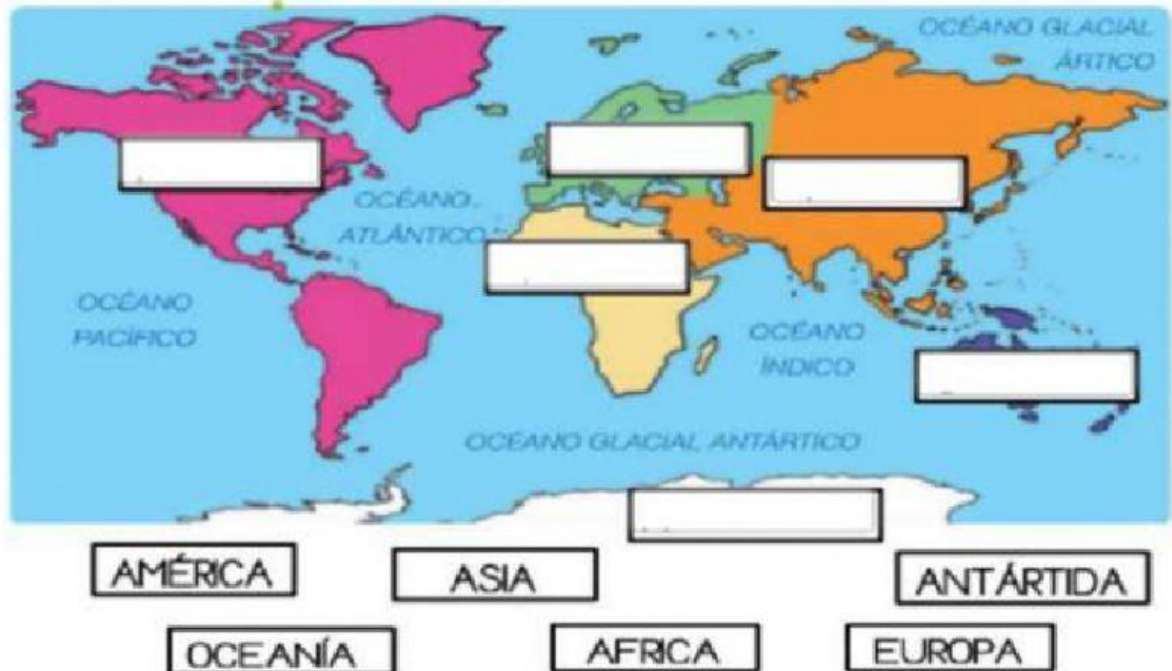 OCÉANO GLACIAL
ÁRTICO
OCÉANO
ATLÁNTICO
OCÉANO
PACÍFICO
OCÉANO
ÍNDICO
OCÉANO GLACIAL ANTÁRTICO
AMÉRICA
ASIA
ANTÁRTIDA
OCEANÍA
AFRICA
EUROPA